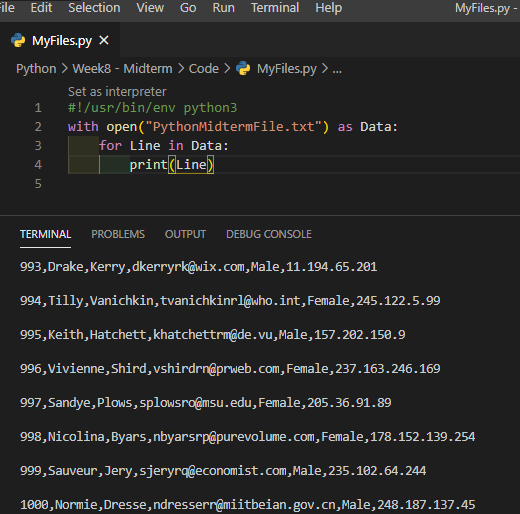 File Edit Selection View Go Run Terminal Help MyFiles.py -
MyFiles.py ×
Python > Week8 - Midterm > Code > MyFiles.py > ...
Set as interpreter
1 #!/usr/bin/env python3
2 with open("PythonMidtermFile.txt") as Data:
3 for Line in Data:
4 print(Line)
5
TERMINAL PROBLEMS OUTPUT DEBUG CONSOLE
993,Drake,Kerry,dkerryrk@wix.com,Male,11.194.65.201
994,Tilly,Vanichkin,tvanichkinrl@who.int,Female,245.122.5.99
995,Keith,Hatchett,khatchettrm@de.vu,Male,157.202.150.9
996,Vivienne,Shird,vshirdrn@prweb.com,Female,237.163.246.169
997,Sandye,Plows,splowsro@msu.edu,Female,205.36.91.89
998,Nicolina,Byars,nbyarsrp@purevolume.com,Female,178.152.139.254
999,Sauveur,Jery,sjeryrq@economist.com,Male,235.102.64.244
1000,Normie,Dresse,ndresserr@miitbeian.gov.cn,Male,248.187.137.45